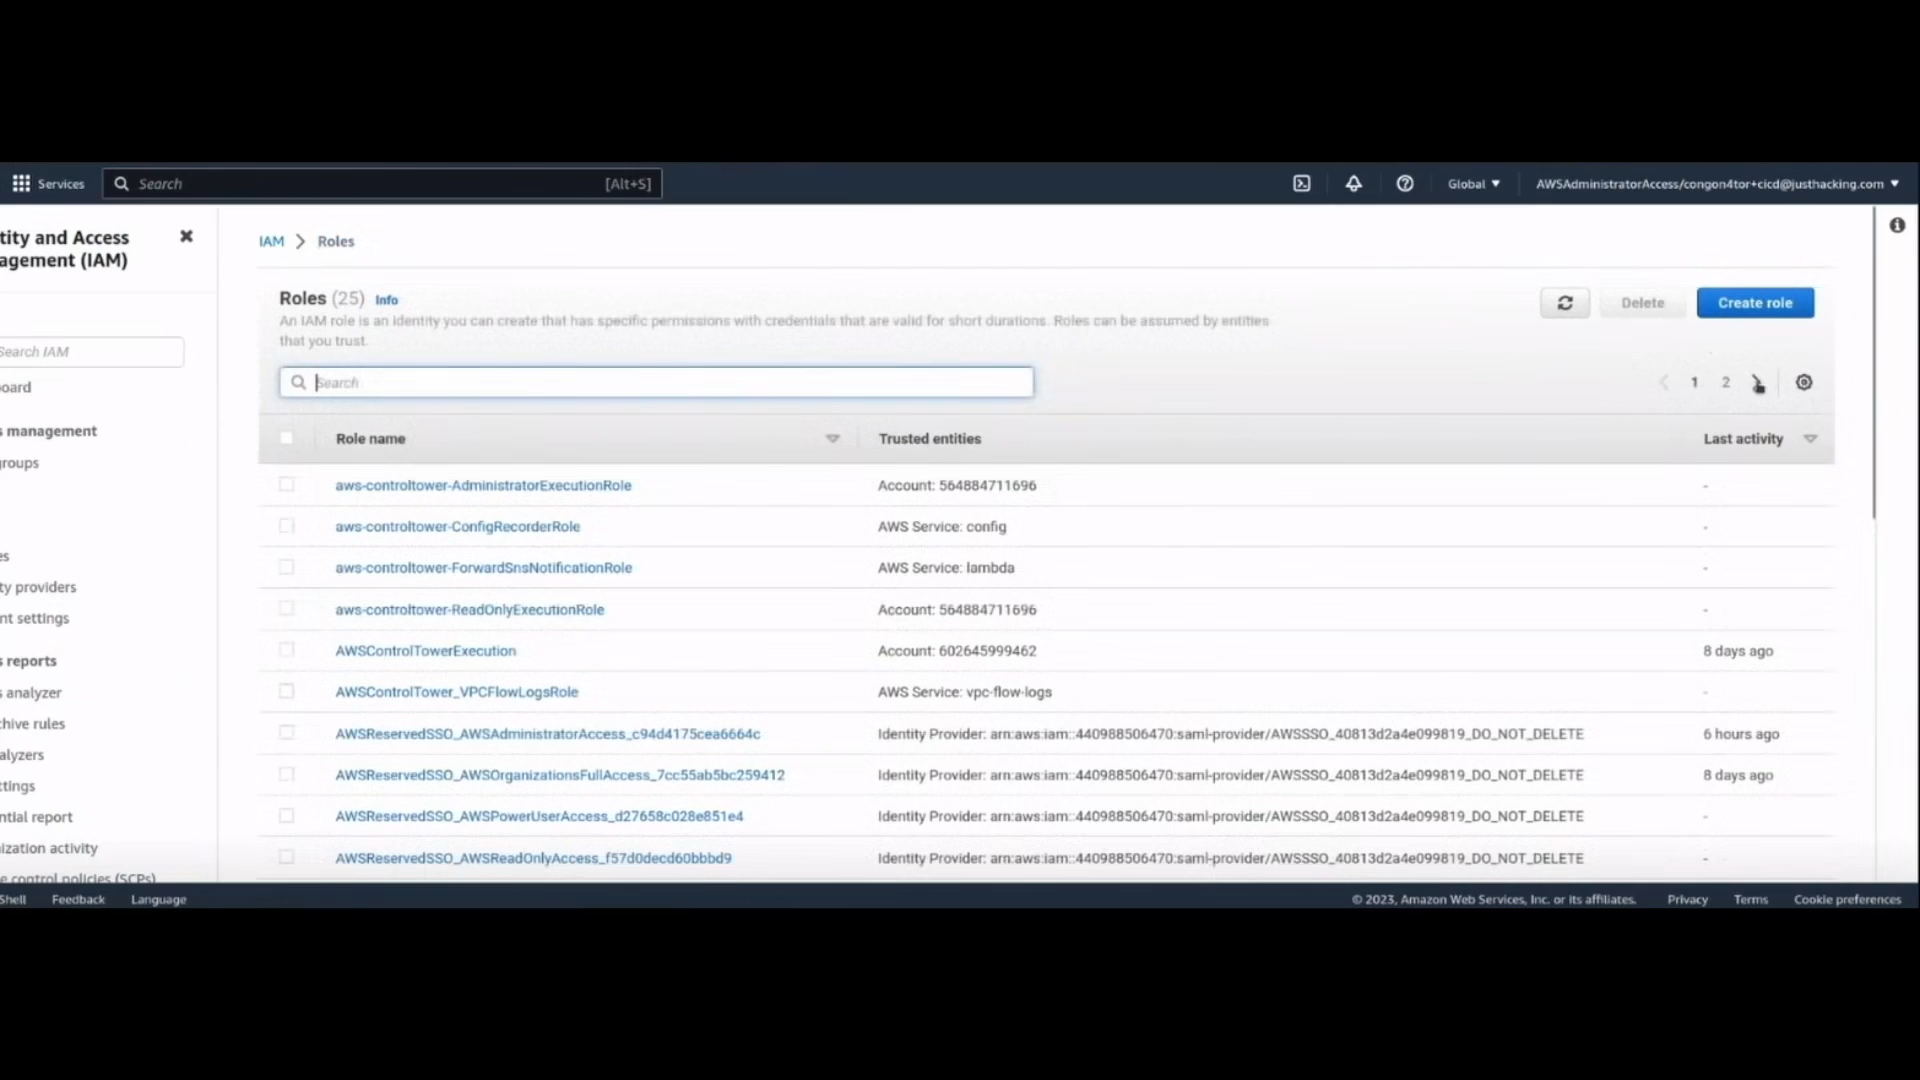 Services
Search [Alt+S]
Global
AWSAdministratorAccess/congon4tor+cicd@justhacking.com
tity and Access
agement (IAM)
Search IAM
oard
s management
roups
es
ty providers
nt settings
s reports
s analyzer
chive rules
alyzers
ttings
ntial report
ization activity
e control policies (SCPs)
IAM > Roles
Roles (25) Info
An IAM role is an identity you can create that has specific permissions with credentials that are valid for short durations. Roles can be assumed by entities
that you trust.
Delete
Create role
Search
1 2
Role name Trusted entities Last activity
aws-controltower-AdministratorExecutionRole Account: 564884711696 -
aws-controltower-ConfigRecorderRole AWS Service: config -
aws-controltower-ForwardSnsNotificationRole AWS Service: lambda -
aws-controltower-ReadOnlyExecutionRole Account: 564884711696 -
AWSControlTowerExecution Account: 602645999462 8 days ago
AWSControlTower_VPCFlowLogsRole AWS Service: vpc-flow-logs -
AWSReservedSSO_AWSAdministratorAccess_c94d4175cea6664c Identity Provider: arn:aws:iam::440988506470:saml-provider/AWSSSO_40813d2a4e099819_DO_NOT_DELETE 6 hours ago
AWSReservedSSO_AWSOrganizationsFullAccess_7cc55ab5bc259412 Identity Provider: arn:aws:iam::440988506470:saml-provider/AWSSSO_40813d2a4e099819_DO_NOT_DELETE 8 days ago
AWSReservedSSO_AWSPowerUserAccess_d27658c028e851e4 Identity Provider: arn:aws:iam::440988506470:saml-provider/AWSSSO_40813d2a4e099819_DO_NOT_DELETE -
AWSReservedSSO_AWSReadOnlyAccess_f57d0decd60bbbd9 Identity Provider: arn:aws:iam::440988506470:saml-provider/AWSSSO_40813d2a4e099819_DO_NOT_DELETE -
Shell Feedback Language
© 2023, Amazon Web Services, Inc. or its affiliates. Privacy Terms Cookie preferences